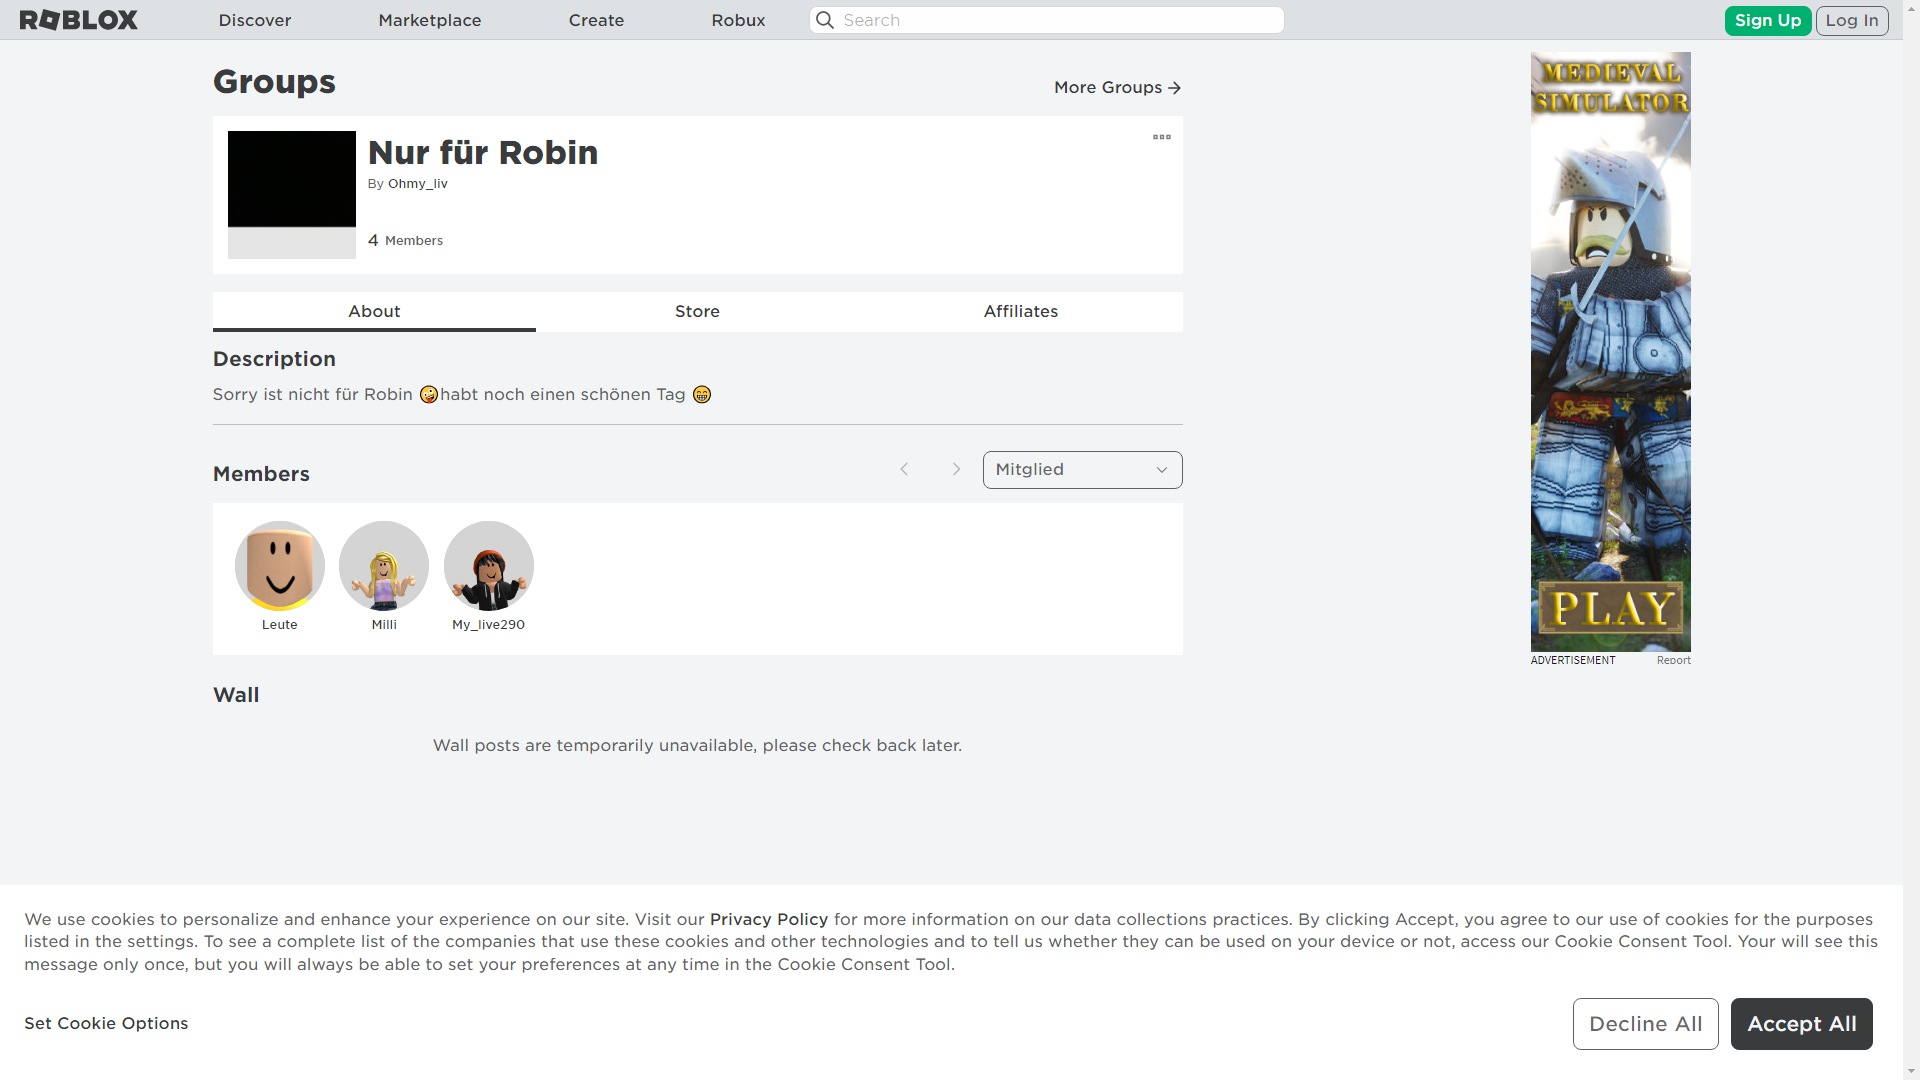 ROBLOX
Discover
Marketplace
Create
Robux
Search
Sign Up
Log In
Groups
More Groups
Nur für Robin
By Ohmy_liv
4 Members
About
Store
Affiliates
Description
Sorry ist nicht für Robin 🤪habt noch einen schönen Tag 😁
Members
Mitglied
Leute
Milli
My_live290
Wall
Wall posts are temporarily unavailable, please check back later.
MEDIEVAL
SIMULATOR
PLAY
ADVERTISEMENT
Report
We use cookies to personalize and enhance your experience on our site. Visit our Privacy Policy for more information on our data collections practices. By clicking Accept, you agree to our use of cookies for the purposes
listed in the settings. To see a complete list of the companies that use these cookies and other technologies and to tell us whether they can be used on your device or not, access our Cookie Consent Tool. Your will see this
message only once, but you will always be able to set your preferences at any time in the Cookie Consent Tool.
Set Cookie Options
Decline All
Accept All